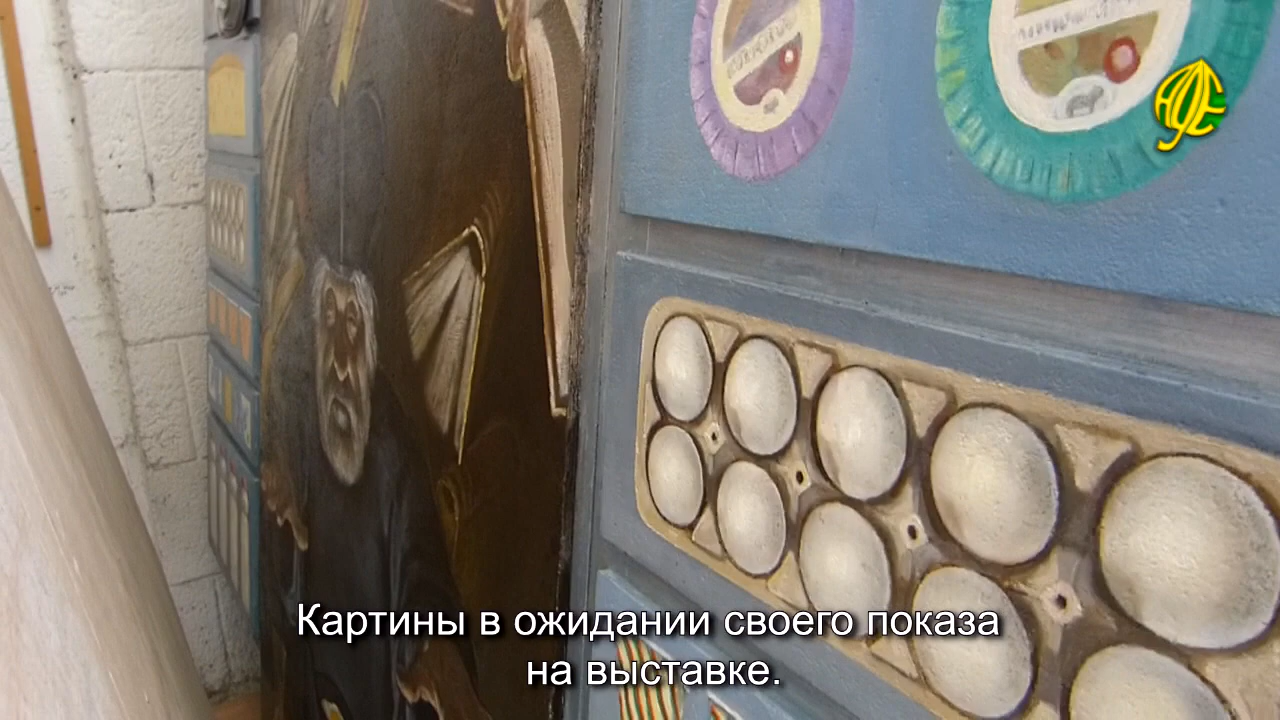 Картины в ожидании своего показа
на выставке.